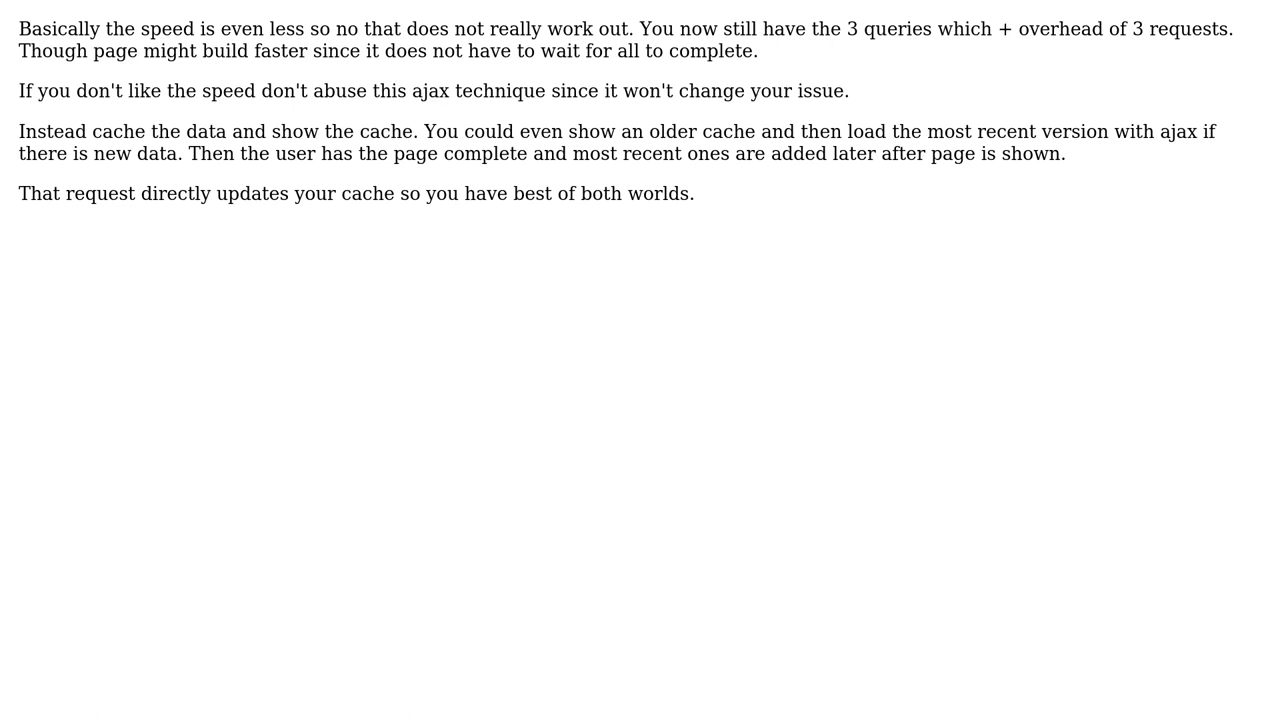 Basically the speed is even less so no that does not really work out. You now still have the 3 queries which + overhead of 3 requests.
Though page might build faster since it does not have to wait for all to complete.
If you don't like the speed don't abuse this ajax technique since it won't change your issue.
Instead cache the data and show the cache. You could even show an older cache and then load the most recent version with ajax if
there is new data. Then the user has the page complete and most recent ones are added later after page is shown.
That request directly updates your cache so you have best of both worlds.